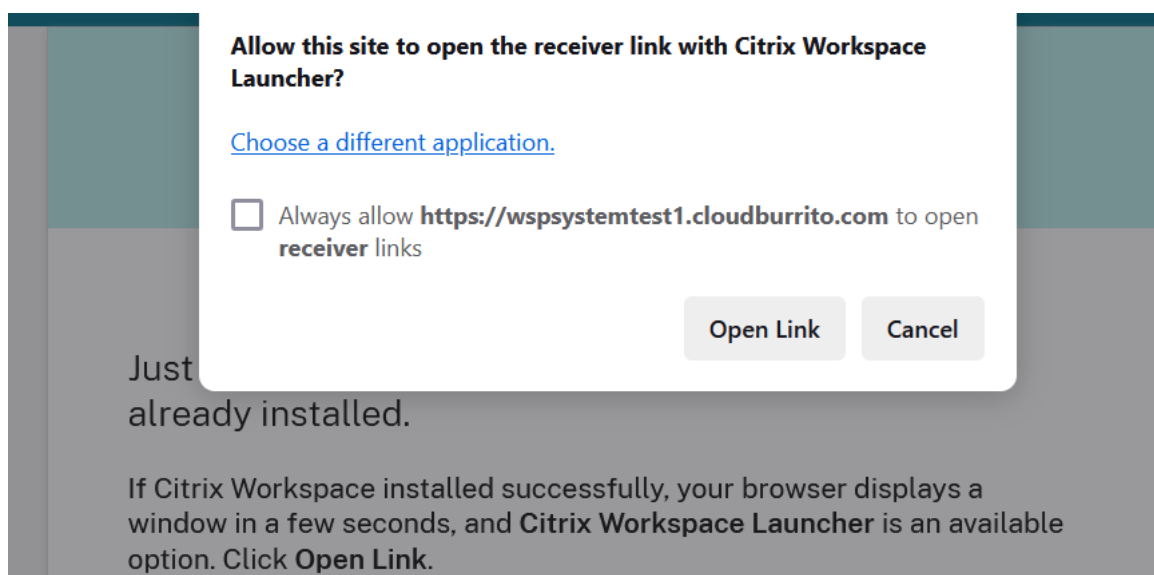 Allow this site to open the receiver link with Citrix Workspace
Launcher?
Choose a different application.
Always allow https://wspsystemtest1.cloudburrito.com to open
receiver links
Open Link Cancel
Just
already installed.
If Citrix Workspace installed successfully, your browser displays a
window in a few seconds, and Citrix Workspace Launcher is an available
option. Click Open Link.